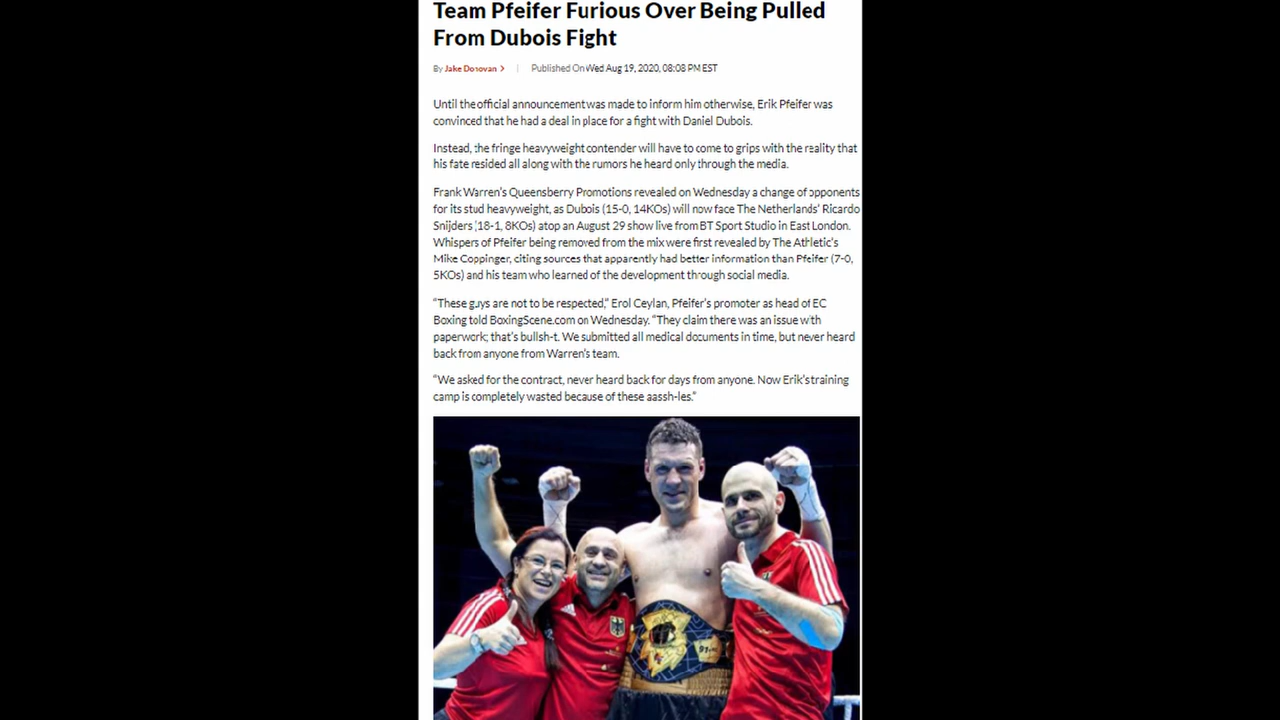 Team Pfeifer Furious Over Being Pulled
From Dubois Fight
By Jake Donovan > | Published On Wed Aug 19, 2020, 08:08 PM EST
Until the official announcement was made to inform him otherwise, Erik Pfeifer was
convinced that he had a deal in place for a fight with Daniel Dubois.
Instead, the fringe heavyweight contender will have to come to grips with the reality that
his fate resided all along with the rumors he heard only through the media.
Frank Warren's Queensberry Promotions revealed on Wednesday a change of opponents
for its stud heavyweight, as Dubois (15-0, 14KOs) will now face The Netherlands' Ricardo
Snijders (18-1, 8KOs) atop an August 29 show live from BT Sport Studio in East London.
Whispers of Pfeifer being removed from the mix were first revealed by The Athletic's
Mike Coppinger, citing sources that apparently had better information than Pfeifer (7-0,
5KOs) and his team who learned of the development through social media.
“These guys are not to be respected,” Erol Ceylan, Pfeifer's promoter as head of EC
Boxing told BoxingScene.com on Wednesday. “They claim there was an issue with
paperwork; that's bullsh-t. We submitted all medical documents in time, but never heard
back from anyone from Warren's team.
“We asked for the contract, never heard back for days from anyone. Now Erik's training
camp is completely wasted because of these aassh-les.”